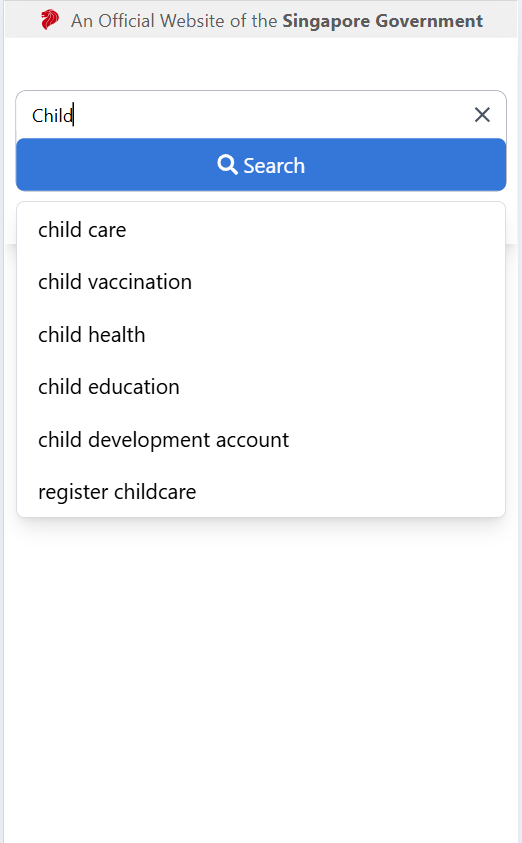 An Official Website of the Singapore Government
Child
Search
child care
child vaccination
child health
child education
child development account
register childcare